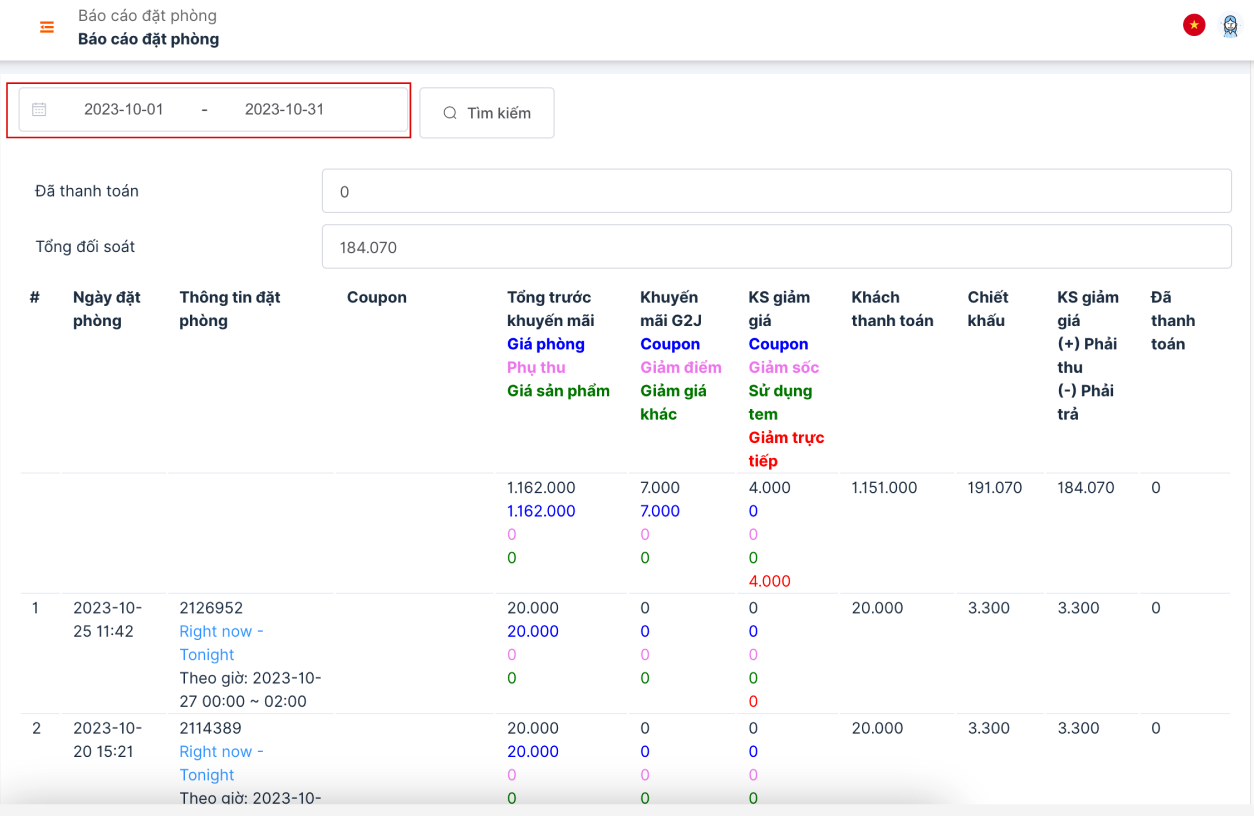 Báo cáo đặt phòng
Báo cáo đặt phòng
2023-10-01 - 2023-10-31
Tìm kiếm
Đã thanh toán
0
Tổng đối soát
184.070
#
Ngày đặt
phòng
Thông tin đặt
phòng
Coupon
Tổng trước
khuyến mãi
Giá phòng
Phụ thu
Giá sản phẩm
Khuyến
mãi G2J
Coupon
Giảm điểm
Giảm giá
khác
KS giảm
giá
Coupon
Giảm sốc
Sử dụng
tem
Giảm trực
tiếp
Khách
thanh toán
Chiết
khấu
KS giảm
giá
(+) Phải
thu
(-) Phải
trả
Đã
thanh
toán
1.162.000
1.162.000
0
0
7.000
7.000
0
0
4.000
0
0
0
4.000
1.151.000
191.070
184.070
0
1
2023-10-
25 11:42
2126952
Right now -
Tonight
Theo giờ: 2023-10-
27 00:00 ~ 02:00
20.000
20.000
0
0
0
0
0
0
0
0
0
0
0
20.000
3.300
3.300
0
2
2023-10-
20 15:21
2114389
Right now -
Tonight
Theo giờ: 2023-10-
20.000
20.000
0
0
0
0
0
0
0
0
0
0
20.000
3.300
3.300
0